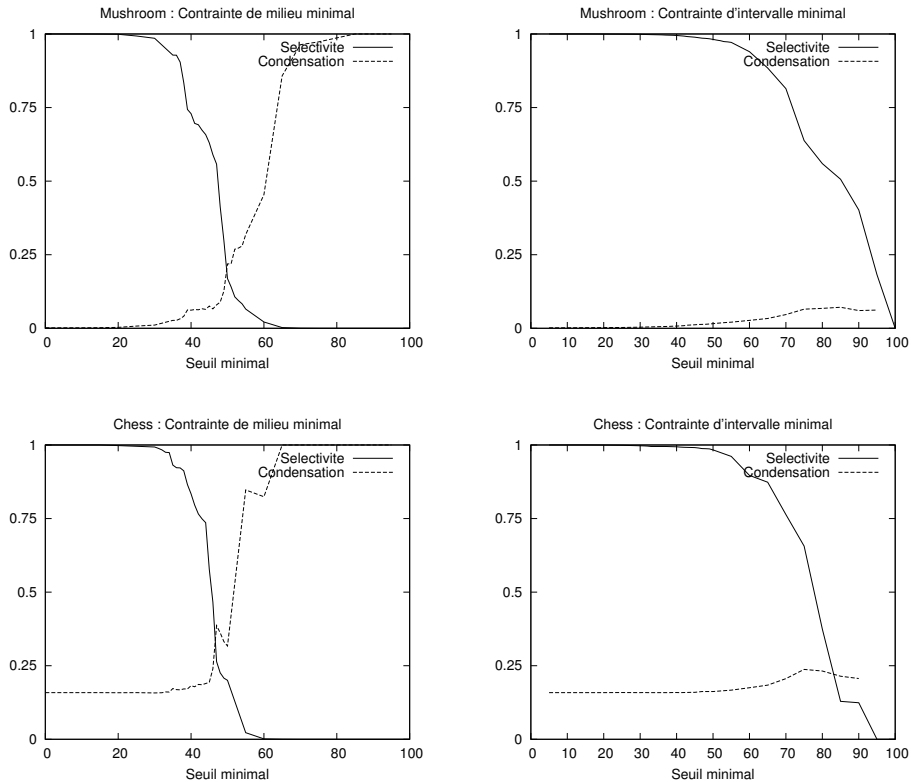 Mushroom : Contrainte de milieu minimal
1
Selectivite
Condensation
0.75
0.5
0.25
0
0 20 40 60 80 100
Seuil minimal
Mushroom : Contrainte d'intervalle minimal
1
Selectivite
Condensation
0.75
0.5
0.25
0
0 10 20 30 40 50 60 70 80 90 100
Seuil minimal
Chess : Contrainte de milieu minimal
1
Selectivite
Condensation
0.75
0.5
0.25
0
0 20 40 60 80 100
Seuil minimal
Chess : Contrainte d'intervalle minimal
1
Selectivite
Condensation
0.75
0.5
0.25
0
0 10 20 30 40 50 60 70 80 90 100
Seuil minimal